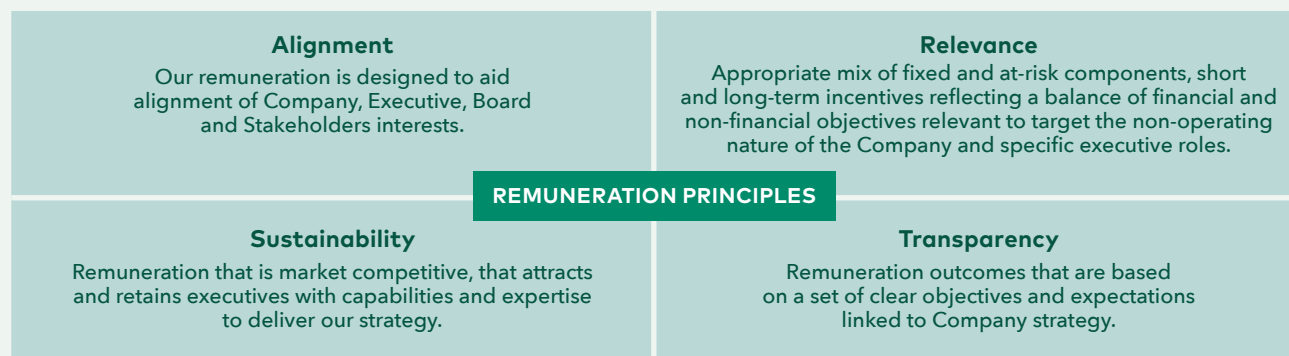 Alignment
Our remuneration is designed to aid
alignment of Company, Executive, Board
and Stakeholders interests.
Relevance
Appropriate mix of fixed and at-risk components, short
and long-term incentives reflecting a balance of financial and
non-financial objectives relevant to target the non-operating
nature of the Company and specific executive roles.
REMUNERATION PRINCIPLES
Sustainability
Remuneration that is market competitive, that attracts
and retains executives with capabilities and expertise
to deliver our strategy.
Transparency
Remuneration outcomes that are based
on a set of clear objectives and expectations
linked to Company strategy.